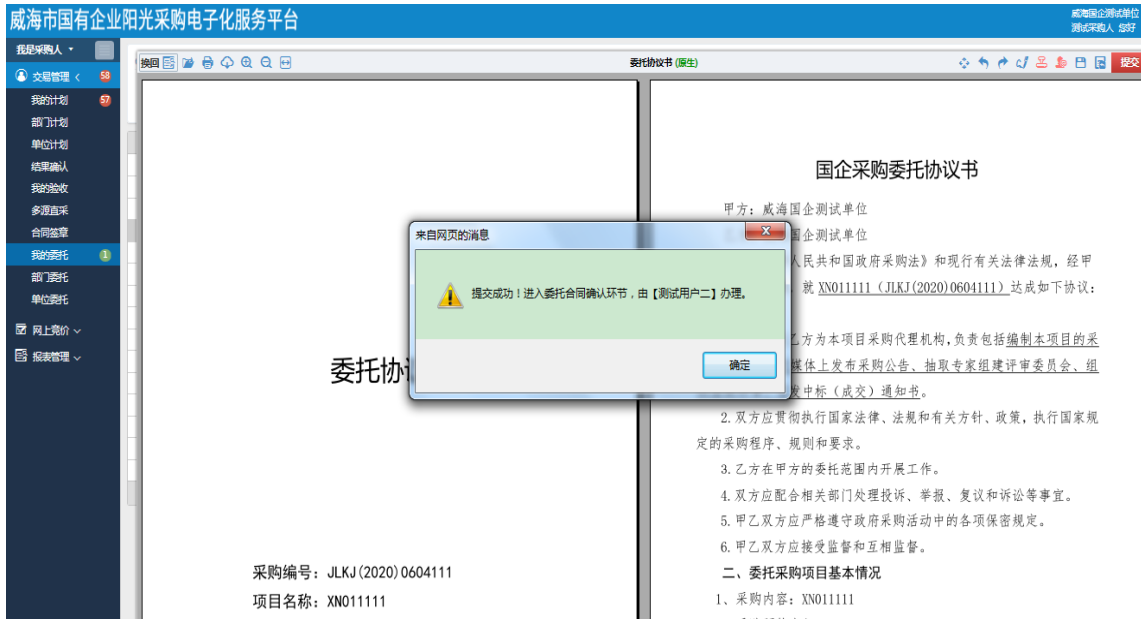 威海市国有企业阳光采购电子化服务平台
威海国企测试单位
测试采购人 您好
我是采购人
交易管理 58
我的计划 57
部门计划
单位计划
结果确认
我的验收
多源直采
合同签章
我的委托 1
部门委托
单位委托
网上竞价
报表管理
换回
委托协议书 (原生)
提交
委托协
采购编号: JLKJ(2020)0604111
项目名称: XN011111
国企采购委托协议书
甲方: 威海国企测试单位
国企测试单位
人民共和国政府采购法》和现行有关法律法规, 经甲
就 XN011111 (JLKJ(2020)0604111) 达成如下协议:
乙方为本项目采购代理机构, 负责包括编制本项目的采
媒体上发布采购公告、抽取专家组建评审委员会、组
发中标 (成交) 通知书。
2. 双方应贯彻执行国家法律、法规和有关方针、政策, 执行国家规
定的采购程序、规则和要求。
3. 乙方在甲方的委托范围内开展工作。
4. 双方应配合相关部门处理投诉、举报、复议和诉讼等事宜。
5. 甲乙双方应严格遵守政府采购活动中的各项保密规定。
6. 甲乙双方应接受监督和互相监督。
二、委托采购项目基本情况
1、采购内容: XN011111
来自网页的消息
X
提交成功！进入委托合同确认环节，由【测试用户二】办理。
确定